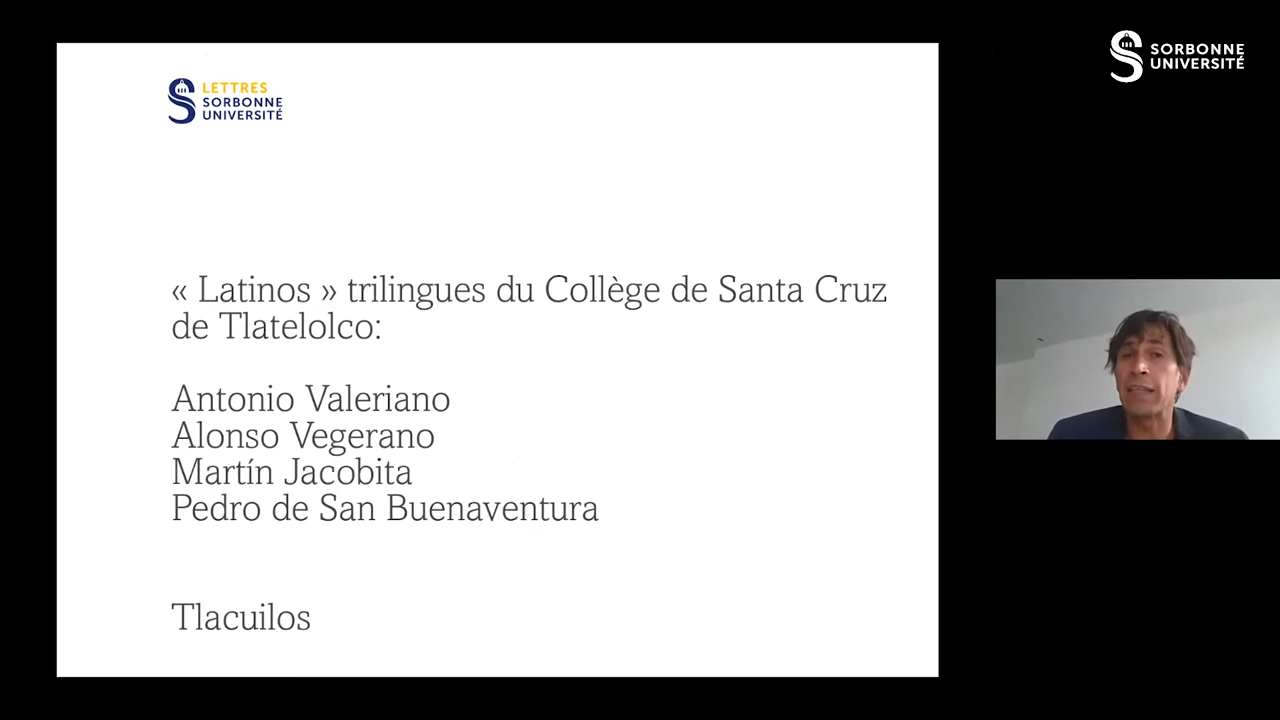 SORBONNE
UNIVERSITÉ
LETTRES
SORBONNE
UNIVERSITÉ
« Latinos » trilingues du Collège de Santa Cruz
de Tlatelolco:
Antonio Valeriano
Alonso Vegerano
Martín Jacobita
Pedro de San Buenaventura
Tlacuilos